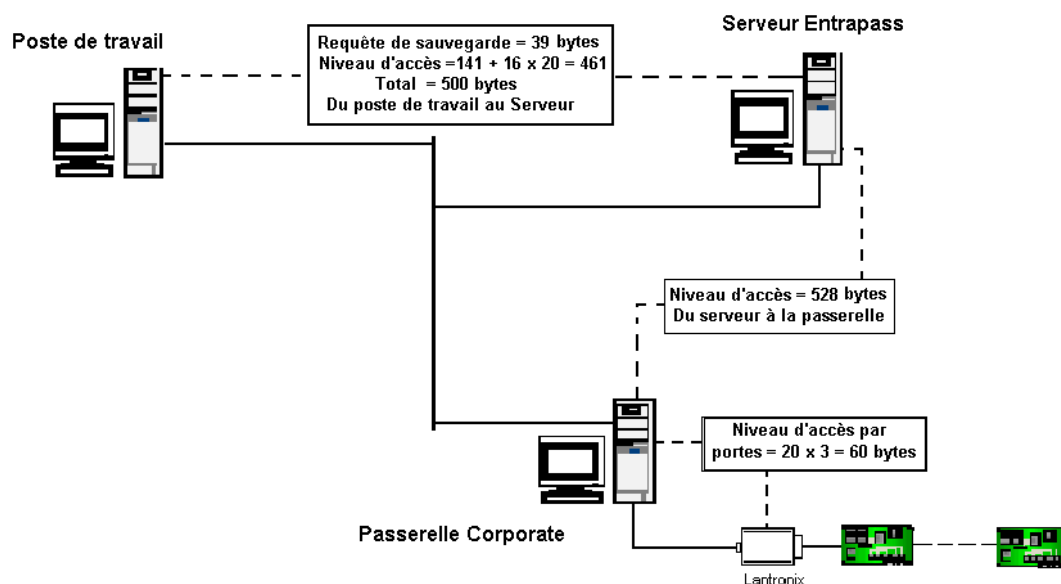 Poste de travail
Serveur Entrapass
Requête de sauvegarde = 39 bytes
Niveau d'accès =141 + 16 x 20 = 461
Total = 500 bytes
Du poste de travail au Serveur
Niveau d'accès = 528 bytes
Du serveur à la passerelle
Niveau d'accès par
portes = 20 x 3 = 60 bytes
Passerelle Corporate
Lantronix